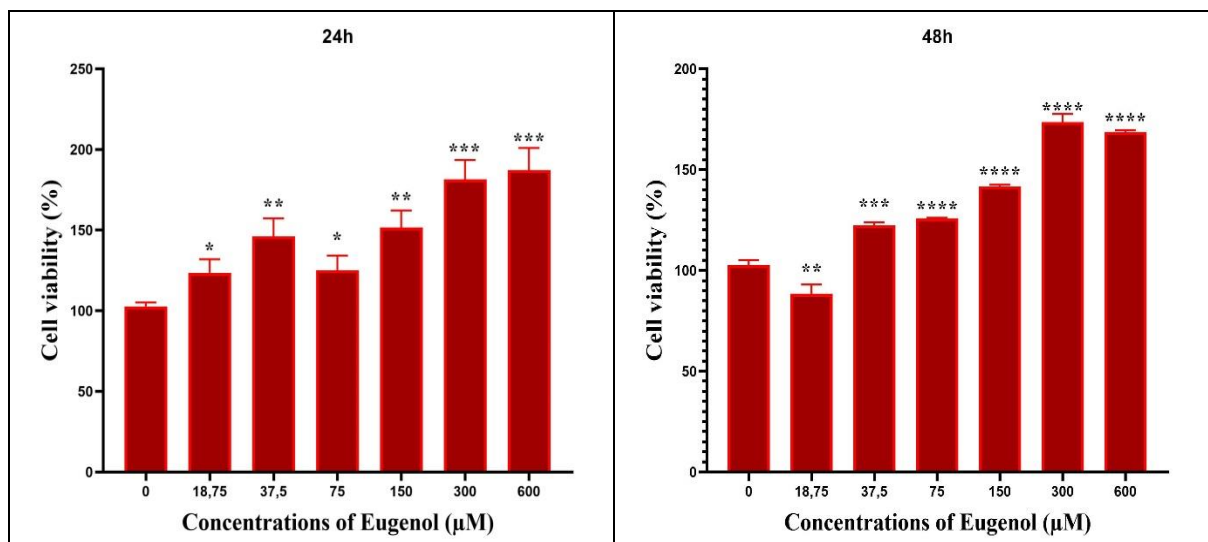 24h
Cell viability (%)
250
200
150
100
50
0
*
**
*
**
***
***
0 18,75 37,5 75 150 300 600
Concentrations of Eugenol (µM)
48h
Cell viability (%)
200
150
100
50
0
**
***
****
****
****
****
0 18,75 37,5 75 150 300 600
Concentrations of Eugenol (µM)